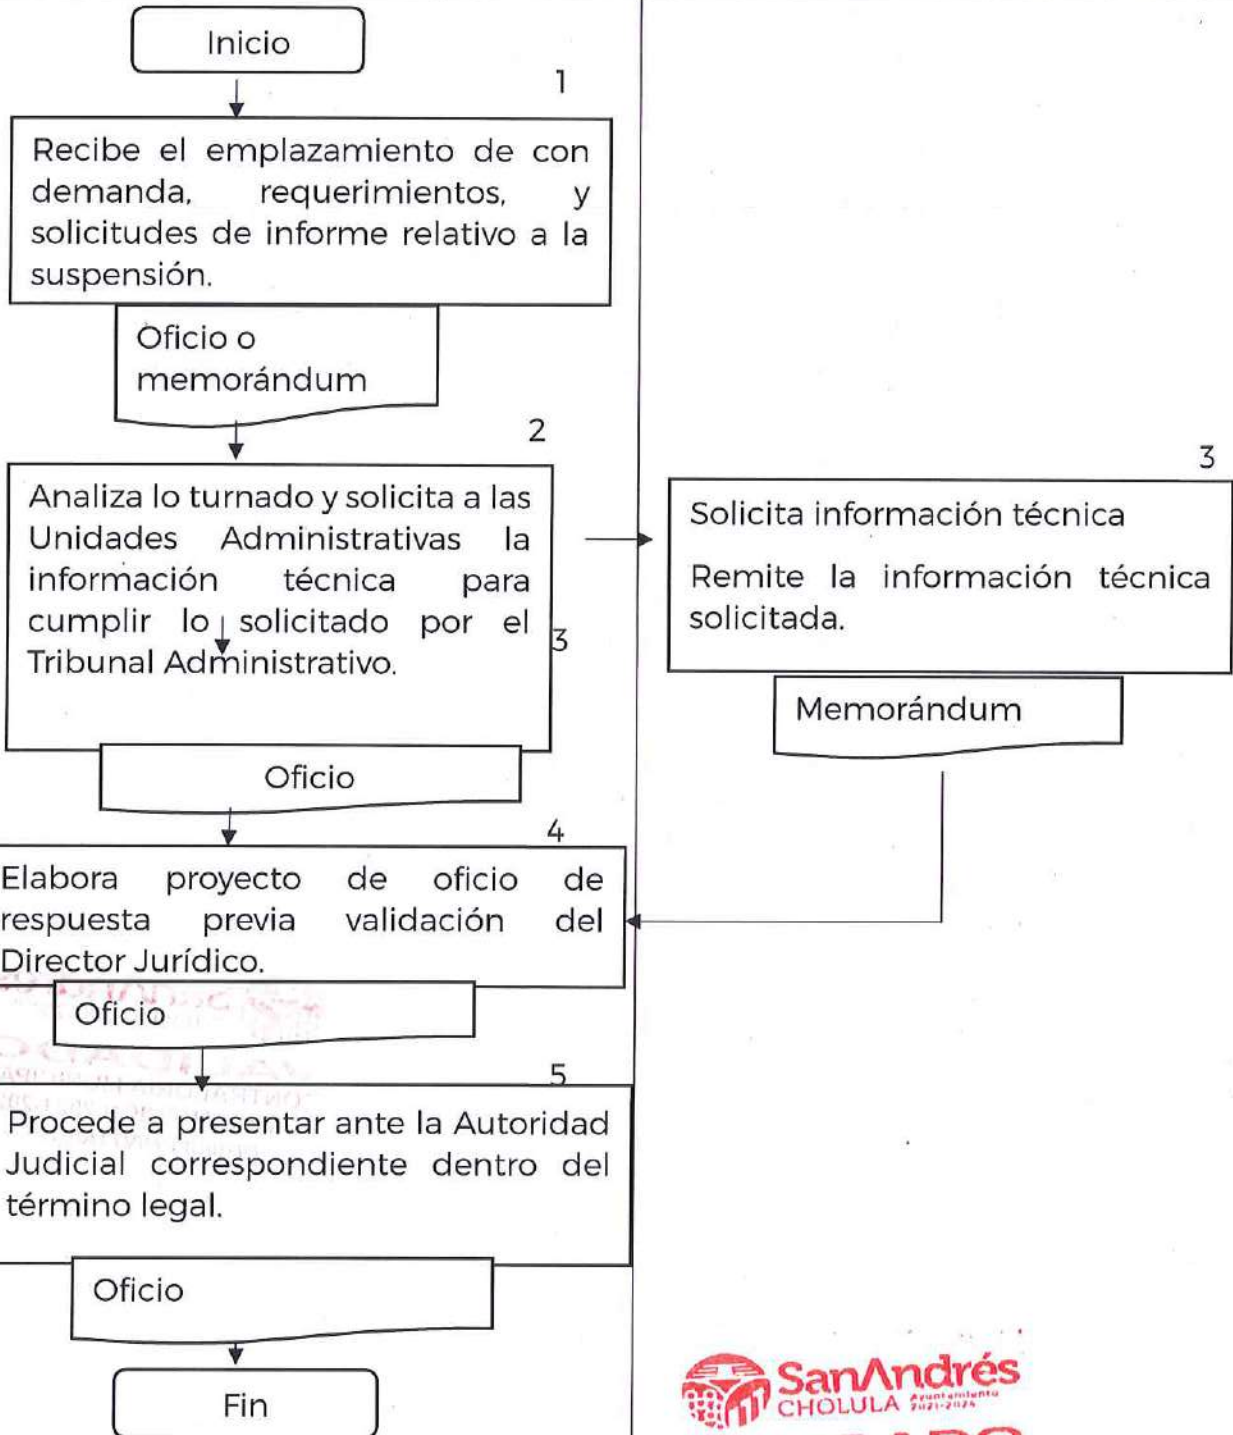 Inicio
1
Recibe el emplazamiento de con
demanda, requerimientos, y
solicitudes de informe relativo a la
suspensión.
Oficio o
memorándum
2
Analiza lo turnado y solicita a las
Unidades Administrativas la
información técnica para
cumplir lo solicitado por el
Tribunal Administrativo.
3
Oficio
3
Solicita información técnica
Remite la información técnica
solicitada.
Memorándum
4
Elabora proyecto de oficio de
respuesta previa validación del
Director Jurídico.
Oficio
5
Procede a presentar ante la Autoridad
Judicial correspondiente dentro del
término legal.
Oficio
Fin
SanAndrés
CHOLULA Ayuntamiento
2021-2024